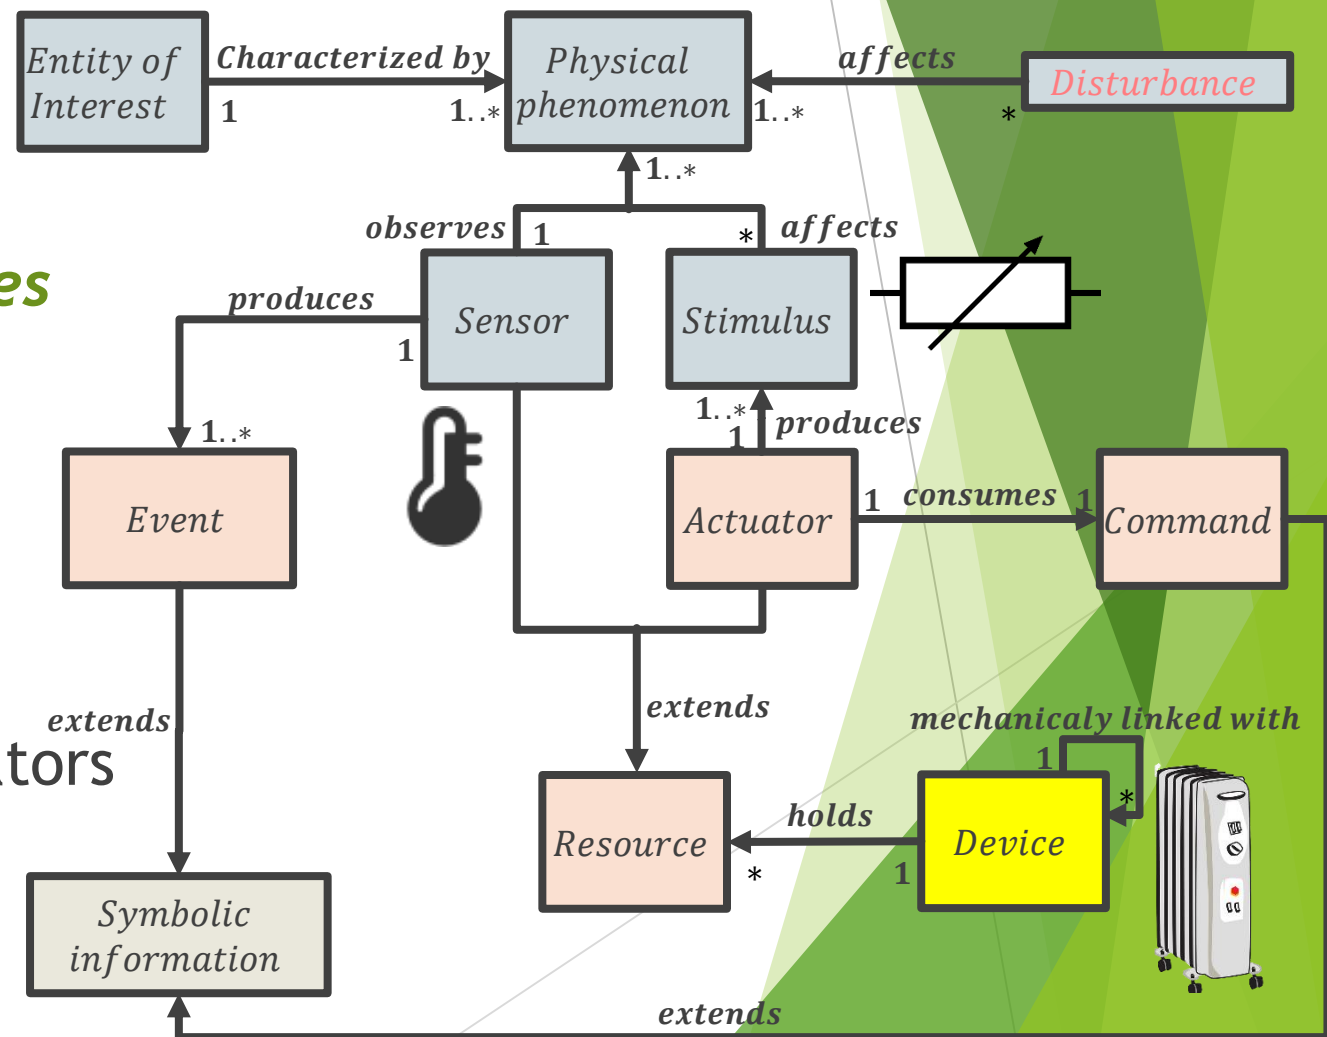 Entity of
Interest
Characterized by
1
1..*
Physical
phenomenon
affects
1..*
*
Disturbance
1..*
observes
1
*
affects
es
produces
1
Sensor
Stimulus
1..*
1..*
1
produces
Event
Actuator
1
consumes
1
Command
extends
tors
extends
mechanicaly linked with
1
*
Resource
holds
*
1
Device
Symbolic
information
extends